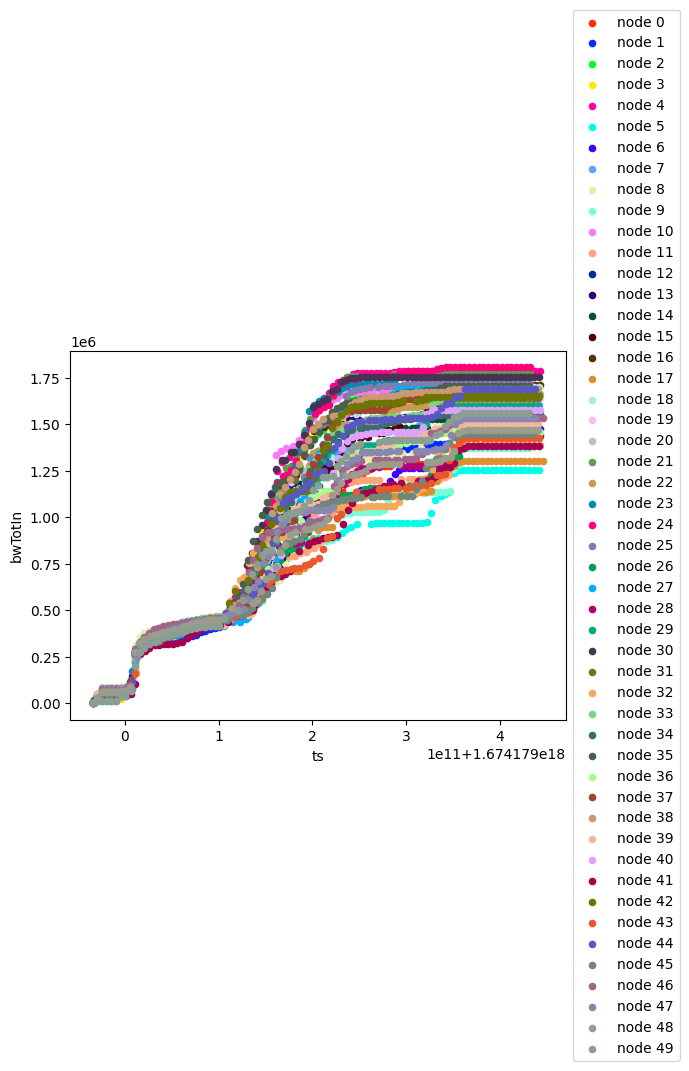 1e6
1.75
1.50
1.25
1.00
0.75
0.50
0.25
0.00
bwTotIn
0 1 2 3 4
1e11+1.674179e18
ts
node 0
node 1
node 2
node 3
node 4
node 5
node 6
node 7
node 8
node 9
node 10
node 11
node 12
node 13
node 14
node 15
node 16
node 17
node 18
node 19
node 20
node 21
node 22
node 23
node 24
node 25
node 26
node 27
node 28
node 29
node 30
node 31
node 32
node 33
node 34
node 35
node 36
node 37
node 38
node 39
node 40
node 41
node 42
node 43
node 44
node 45
node 46
node 47
node 48
node 49